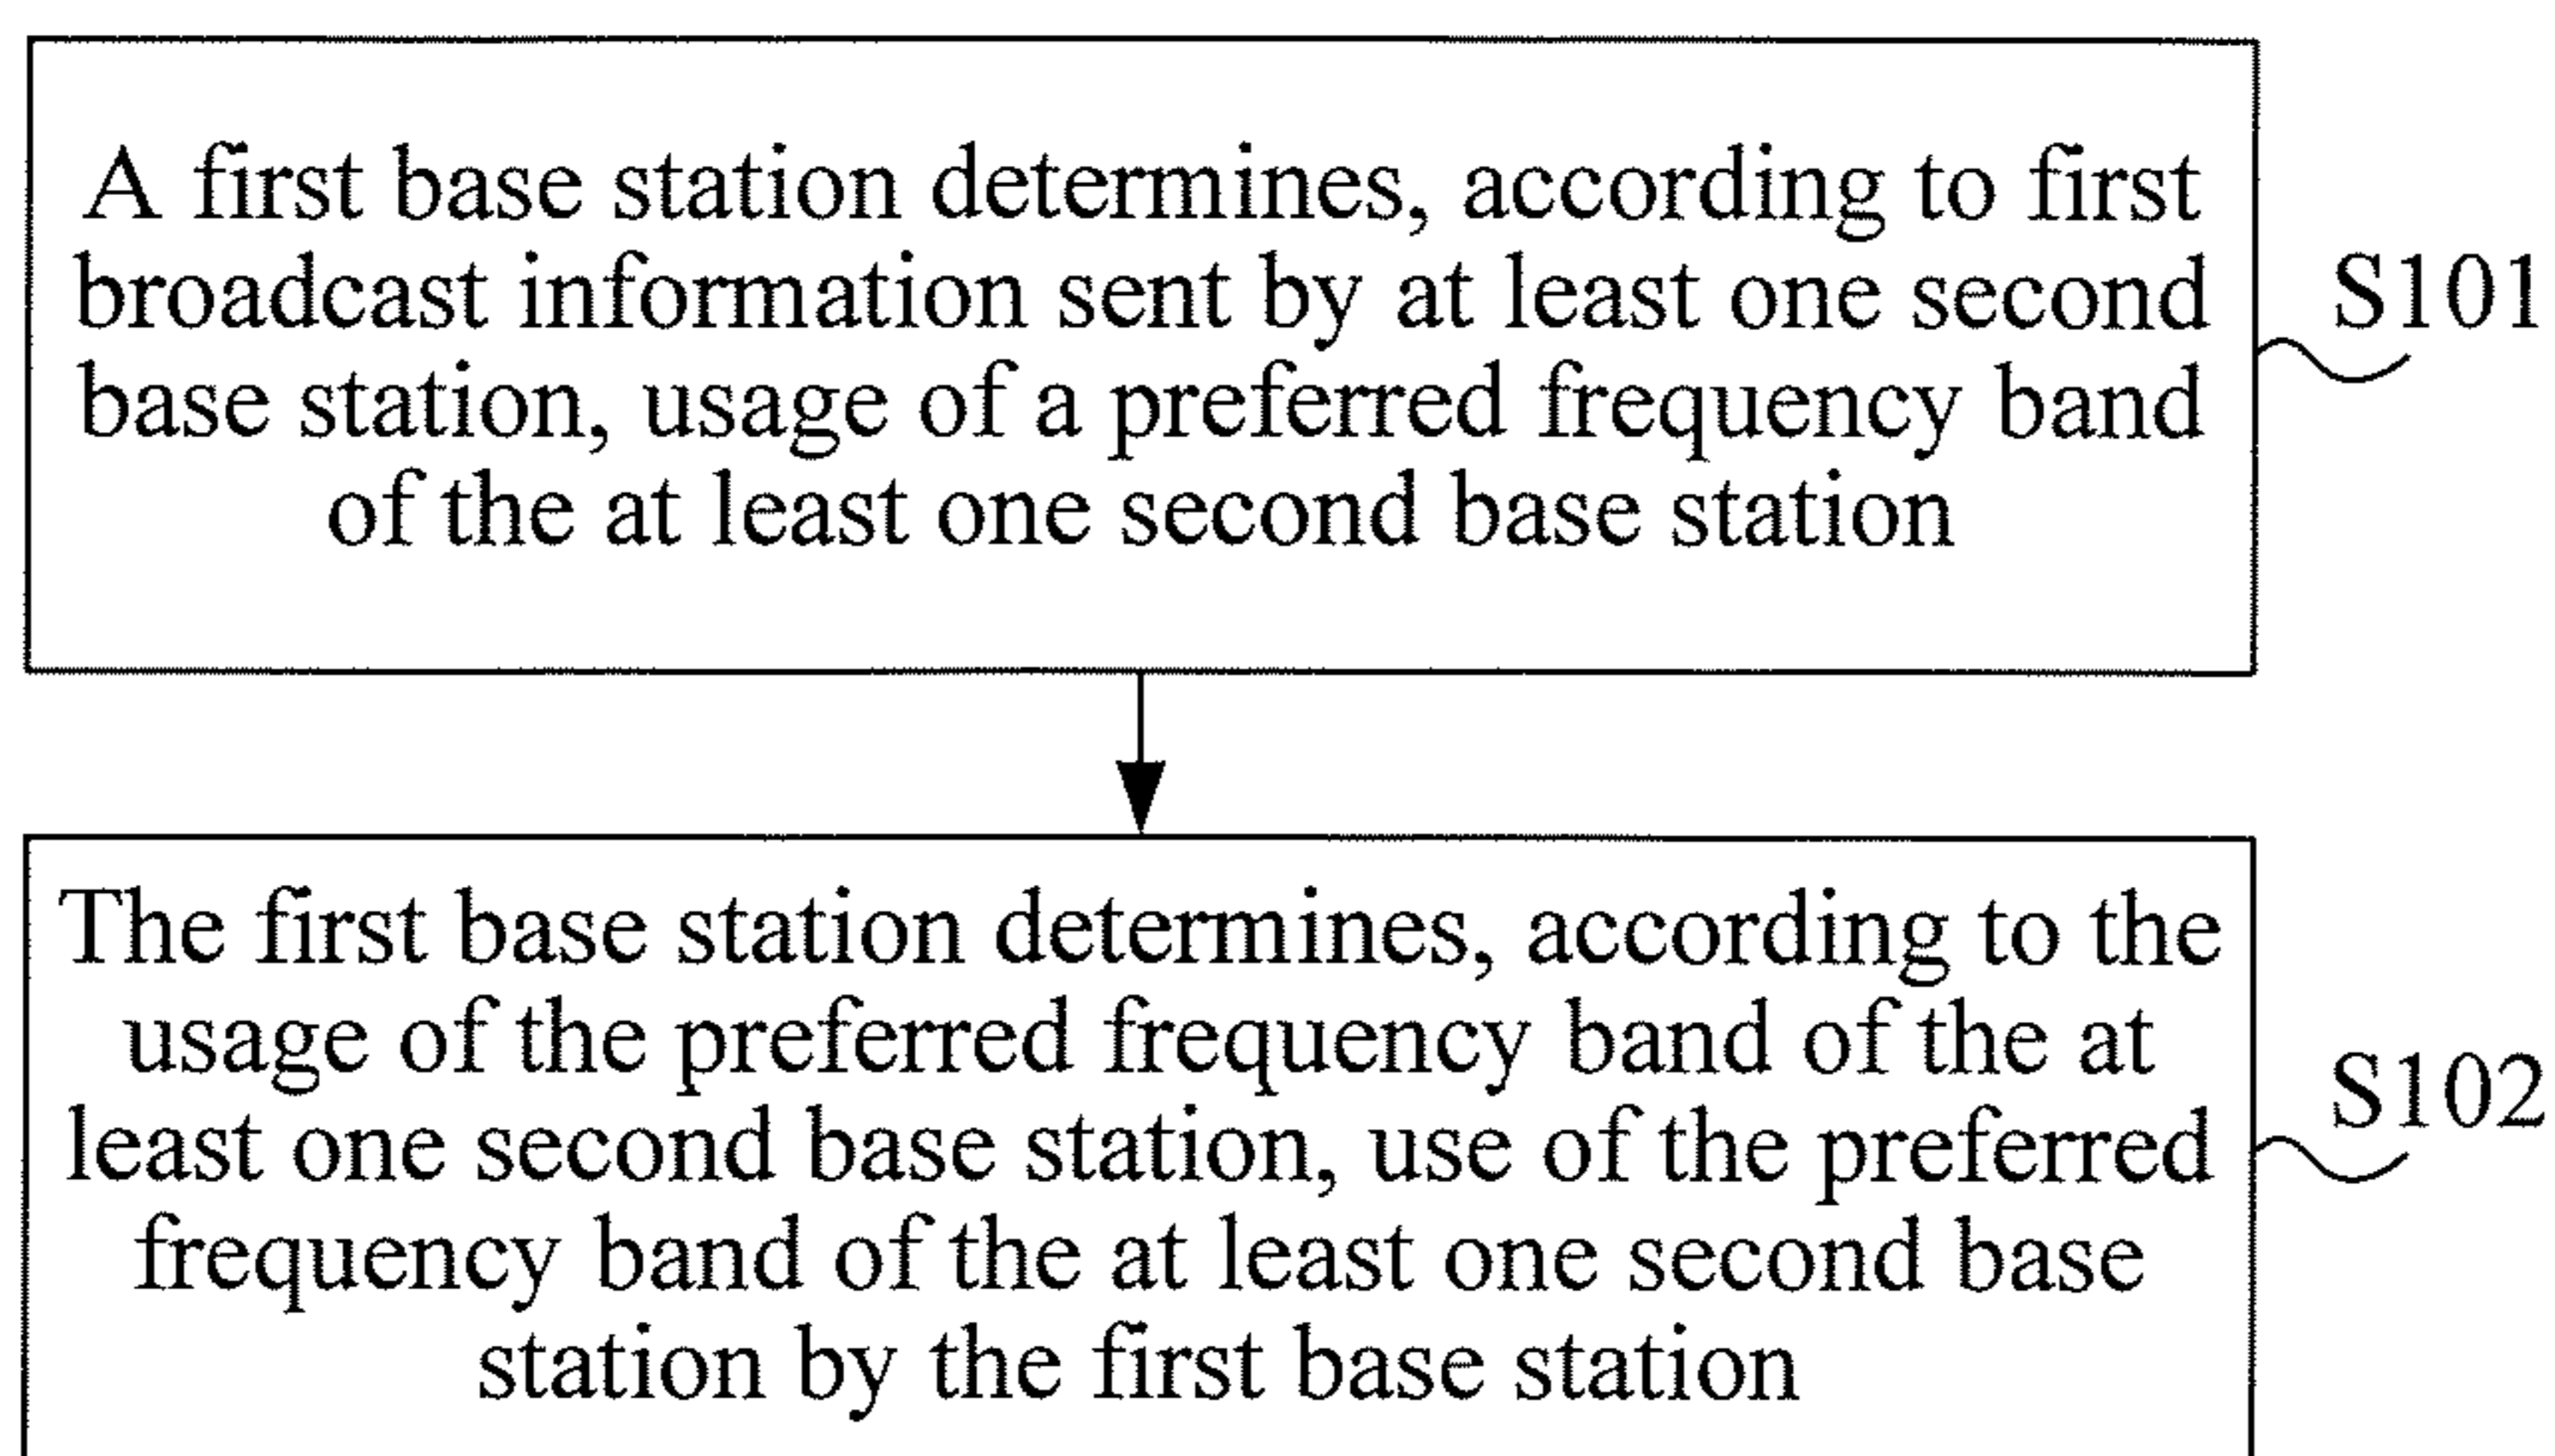 A first base station determines, according to first
broadcast information sent by at least one second
base station, usage of a preferred frequency band
of the at least one second base station
S101
The first base station determines, according to the
usage of the preferred frequency band of the at
least one second base station, use of the preferred
frequency band of the at least one second base
station by the first base station
S102